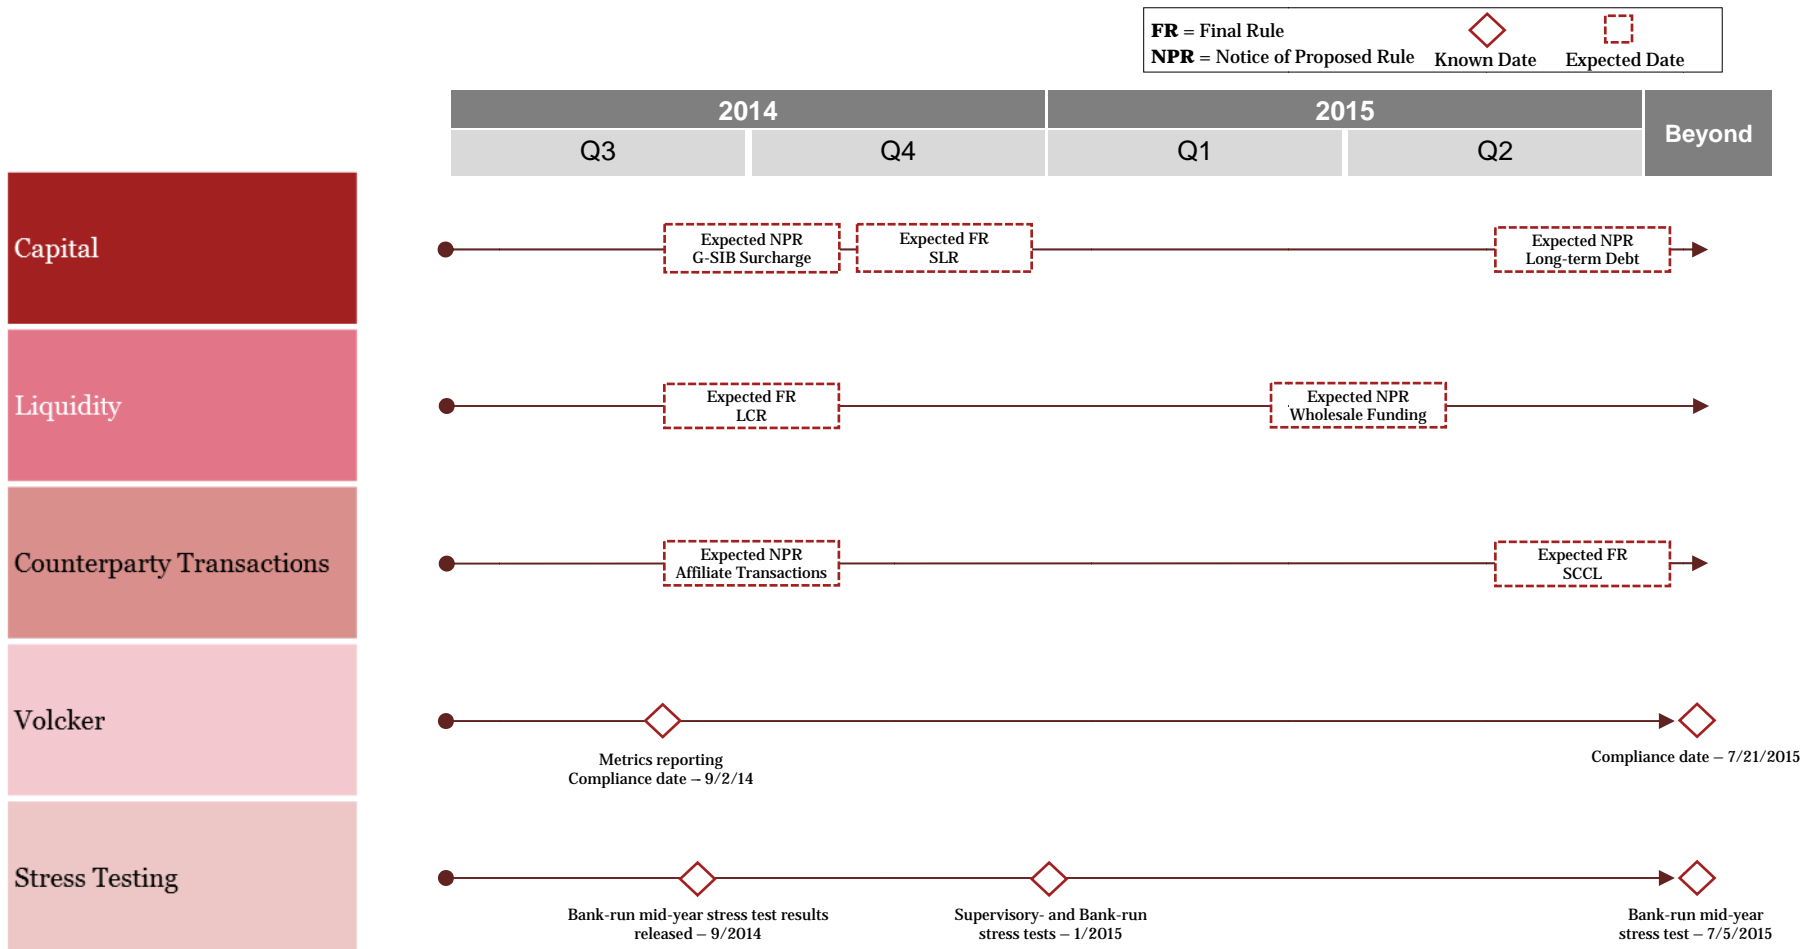 FR = Final Rule
NPR = Notice of Proposed Rule
Known Date
Expected Date
2014
2015
Beyond
Q3
Q4
Q1
Q2
Capital
Expected NPR
G-SIB Surcharge
Expected FR
SLR
Expected NPR
Long-term Debt
Liquidity
Expected FR
LCR
Expected NPR
Wholesale Funding
Counterparty Transactions
Expected NPR
Affiliate Transactions
Expected FR
SCCL
Volcker
Metrics reporting
Compliance date – 9/2/14
Compliance date – 7/21/2015
Stress Testing
Bank-run mid-year stress test results
released – 9/2014
Supervisory- and Bank-run
stress tests – 1/2015
Bank-run mid-year
stress test – 7/5/2015